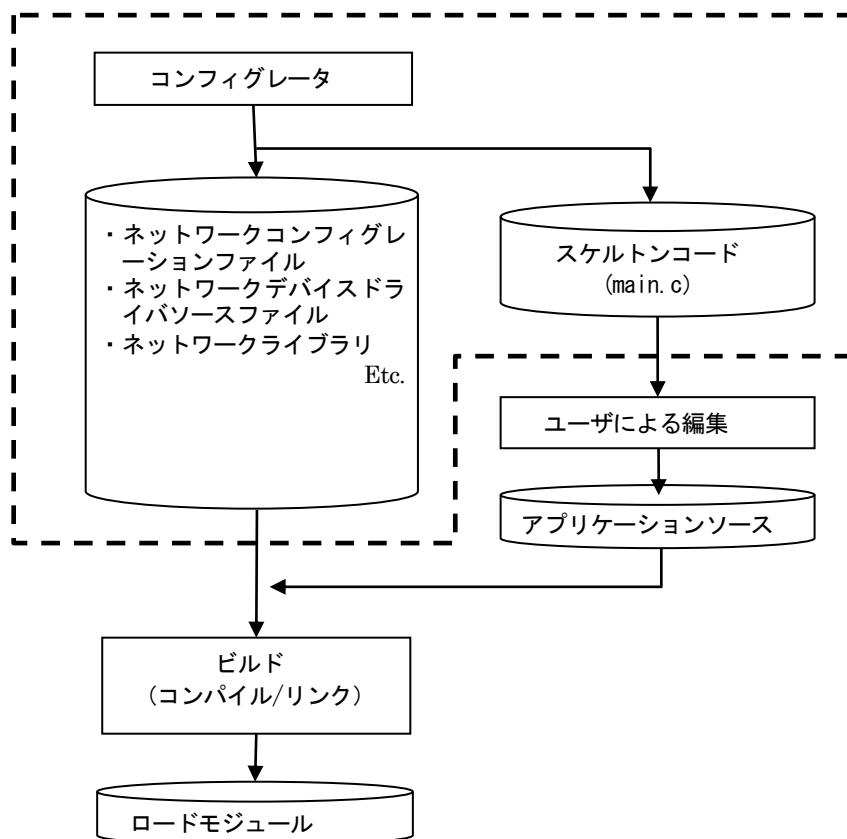 コンフィグレータ
・ネットワークコンフィグレ
ーションファイル
・ネットワークデバイスドラ
イバソースファイル
・ネットワークライブラリ
Etc.
スケルトンコード
(main.c)
ユーザによる編集
アプリケーションソース
ビルド
(コンパイル/リンク)
ロードモジュール